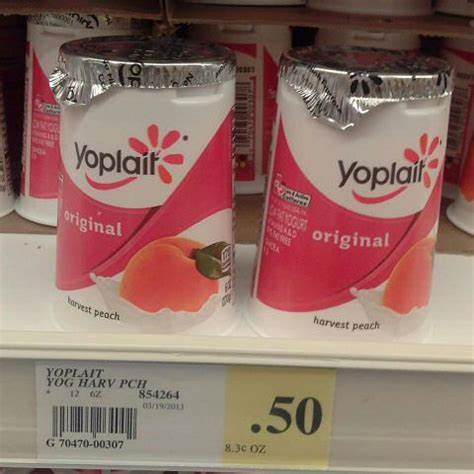 Yoplait
original
harvest peach
Yoplait
original
harvest peach
YOPLAIT
YOG HARV PCH
* 12 6Z 854264
03/19/2013
G 70470-00307
.50
8.3¢ OZ